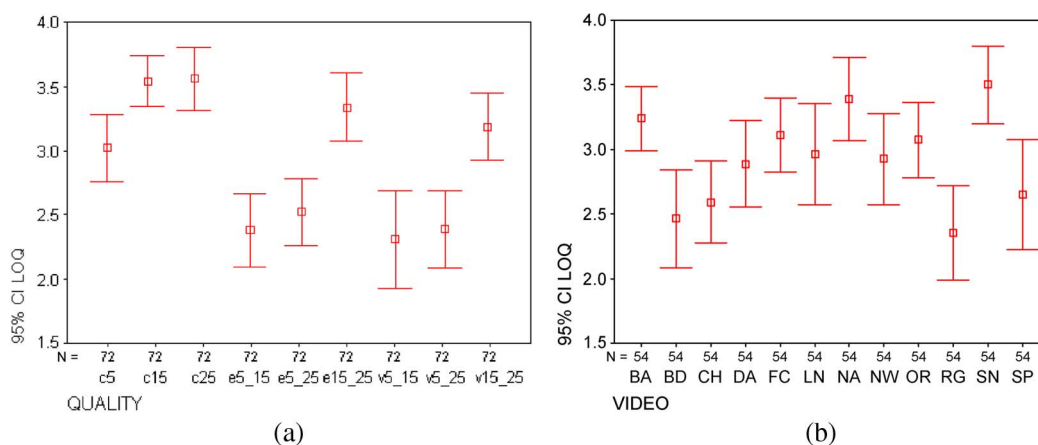 4.0
3.5
3.0
2.5
2.0
1.5
95% CI LOQ
N = 72 72 72 72 72 72 72 72 72
c5 c15 c25 e5_15 e5_25 e15_25 v5_15 v5_25 v15_25
QUALITY
(a)
4.0
3.5
3.0
2.5
2.0
1.5
95% CI LOQ
N = 54 54 54 54 54 54 54 54 54 54 54 54
BA BD CH DA FC LN NA NW OR RG SN SP
VIDEO
(b)